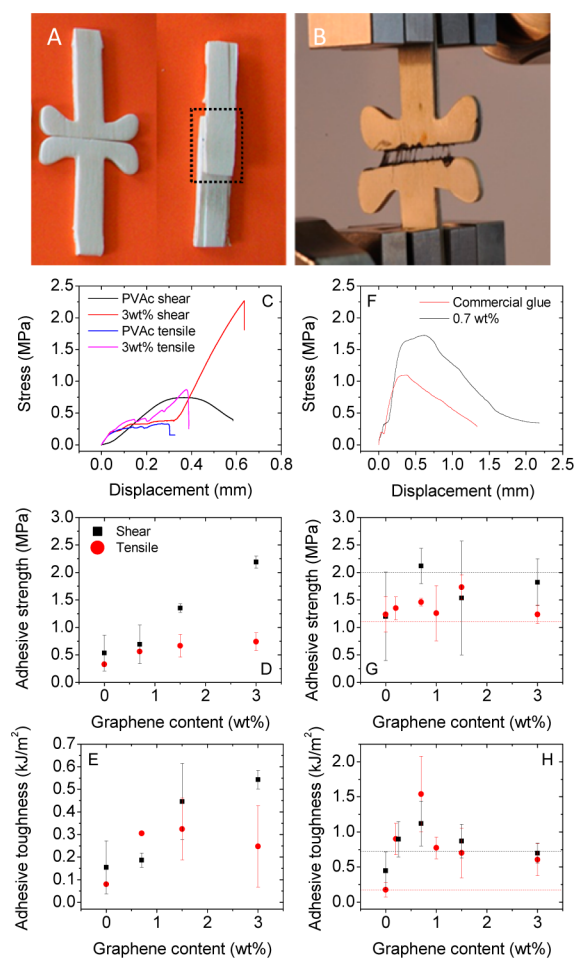 A
B
C
PVAc shear
3wt% shear
PVAc tensile
3wt% tensile
Stress (MPa)
2.5
2.0
1.5
1.0
0.5
0.0
0.0 0.2 0.4 0.6 0.8
Displacement (mm)
F
Commercial glue
0.7 wt%
Stress (MPa)
2.5
2.0
1.5
1.0
0.5
0.0
0.0 0.5 1.0 1.5 2.0 2.5
Displacement (mm)
D
Shear
Tensile
Adhesive strength (MPa)
3.0
2.5
2.0
1.5
1.0
0.5
0.0
0 1 2 3
Graphene content (wt%)
G
Adhesive strength (MPa)
3.0
2.5
2.0
1.5
1.0
0.5
0.0
0 1 2 3
Graphene content (wt%)
E
Adhesive toughness (kJ/m²)
0.7
0.6
0.5
0.4
0.3
0.2
0.1
0.0
0 1 2 3
Graphene content (wt%)
H
Adhesive toughness (kJ/m²)
2.0
1.5
1.0
0.5
0.0
0 1 2 3
Graphene content (wt%)